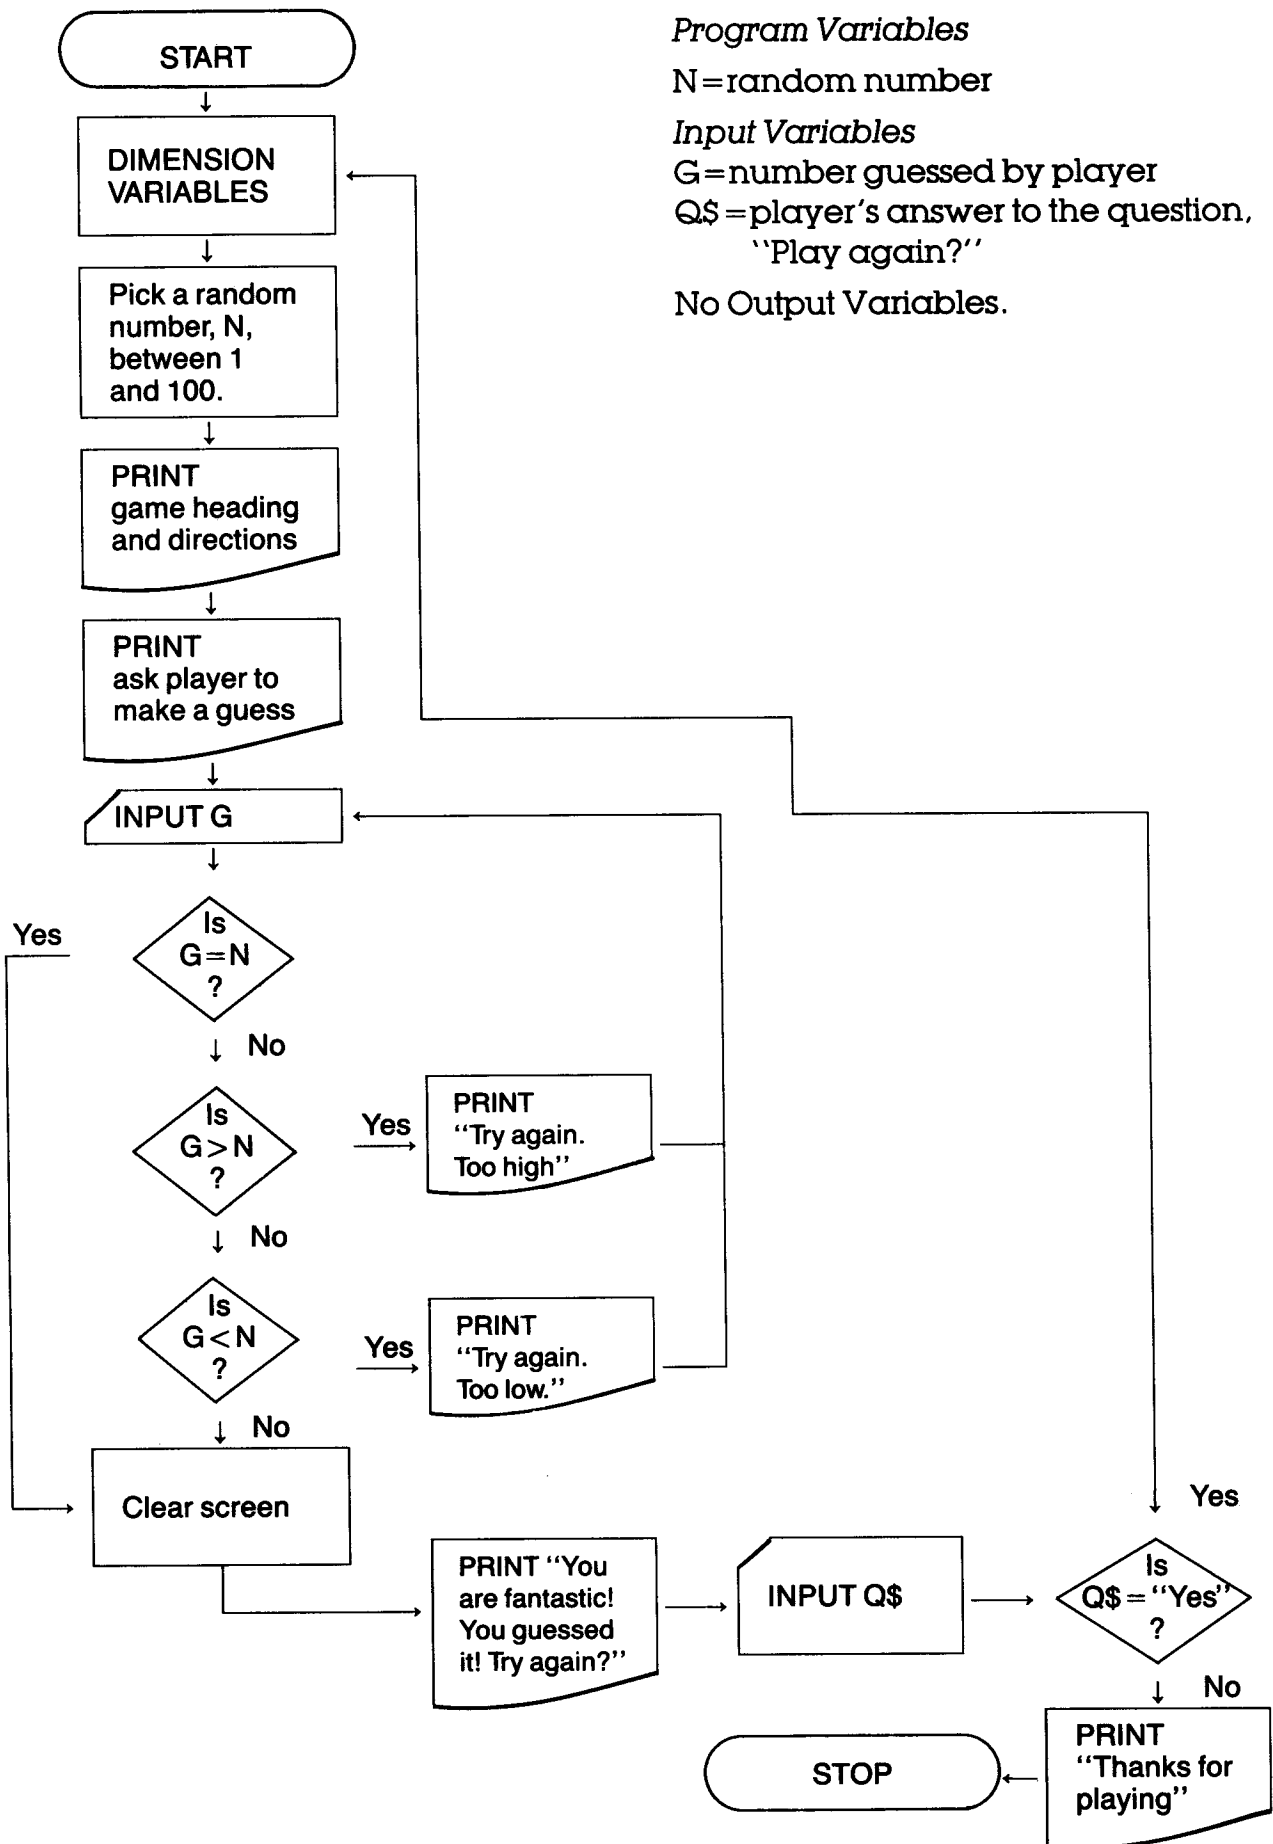 START
DIMENSION
VARIABLES
Pick a random
number, N,
between 1
and 100.
PRINT
game heading
and directions
PRINT
ask player to
make a guess
INPUT G
Is
G=N
?
Yes
No
Is
G>N
?
Yes
PRINT
“Try again.
Too high”
No
Is
G<N
?
Yes
PRINT
“Try again.
Too low.”
No
Clear screen
PRINT “You
are fantastic!
You guessed
it! Try again?”
INPUT Q$
Is
Q$=“Yes”
?
Yes
No
PRINT
“Thanks for
playing”
STOP
Program Variables
N=random number
Input Variables
G=number guessed by player
Q$=player's answer to the question,
“Play again?”
No Output Variables.